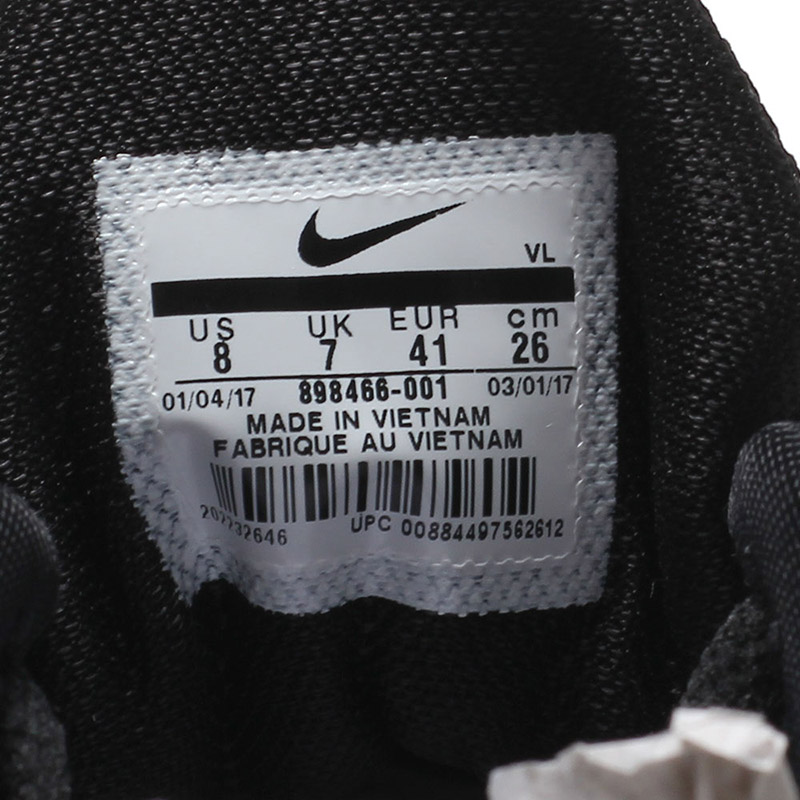 VL
US UK EUR cm
8 7 41 26
01/04/17 898466-001 03/01/17
MADE IN VIETNAM
FABRIQUE AU VIETNAM
UPC 00884497562612